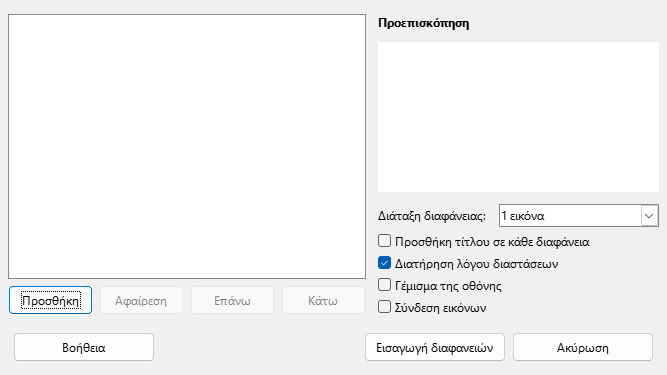 Προεπισκόπηση
Διάταξη διαφάνειας: 1 εικόνα
Προσθήκη τίτλου σε κάθε διαφάνεια
Διατήρηση λόγου διαστάσεων
Γέμισμα της οθόνης
Σύνδεση εικόνων
Προσθήκη Αφαίρεση Επάνω Κάτω
Βοήθεια Εισαγωγή διαφανειών Ακύρωση